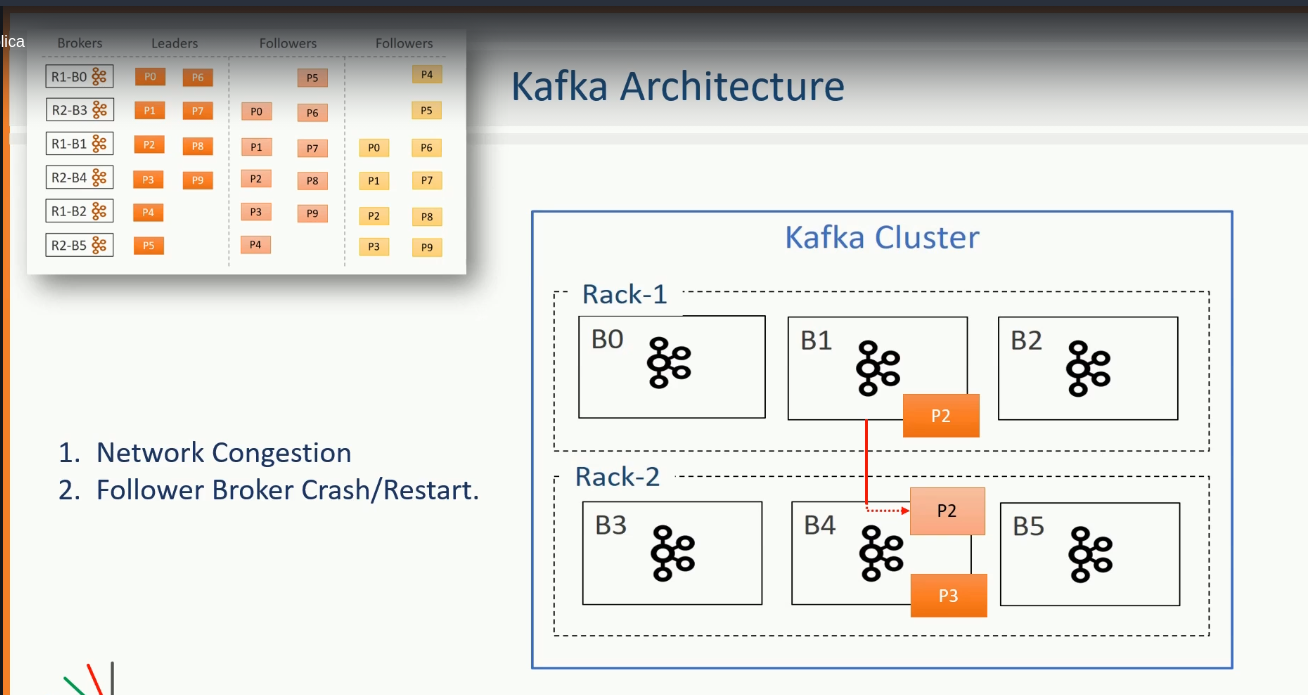 lica
Brokers Leaders Followers Followers
R1-B0 P0 P6 P5 P4
R2-B3 P1 P7 P0 P6 P5
R1-B1 P2 P8 P1 P7 P0 P6
R2-B4 P3 P9 P2 P8 P1 P7
R1-B2 P4 P3 P9 P2 P8
R2-B5 P5 P4 P3 P9
Kafka Architecture
1. Network Congestion
2. Follower Broker Crash/Restart.
Kafka Cluster
Rack-1
B0 B1 B2
P2
Rack-2
P2
B3 B4 B5
P3